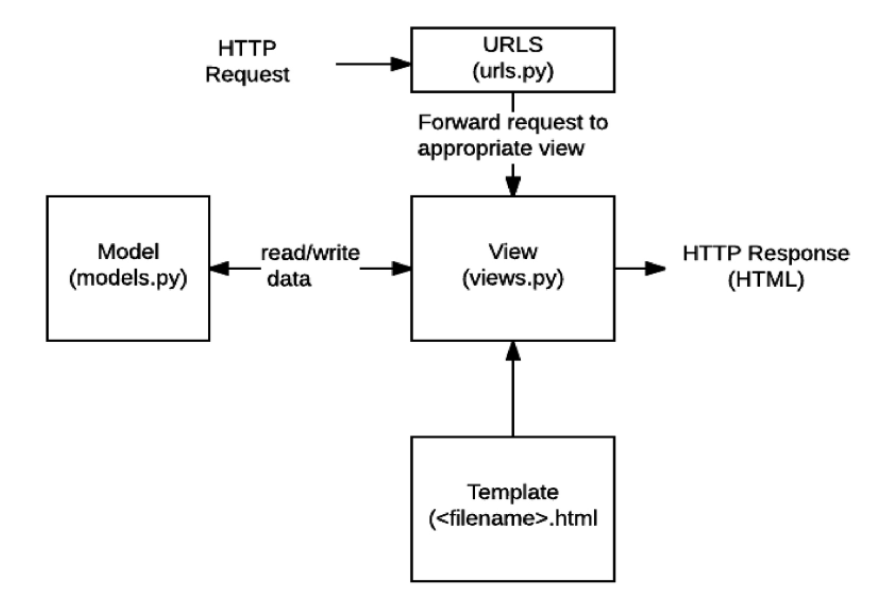 HTTP
Request
URLS
(urls.py)
Forward request to
appropriate view
Model
(models.py)
read/write
data
View
(views.py)
HTTP Response
(HTML)
Template
(<filename>.html